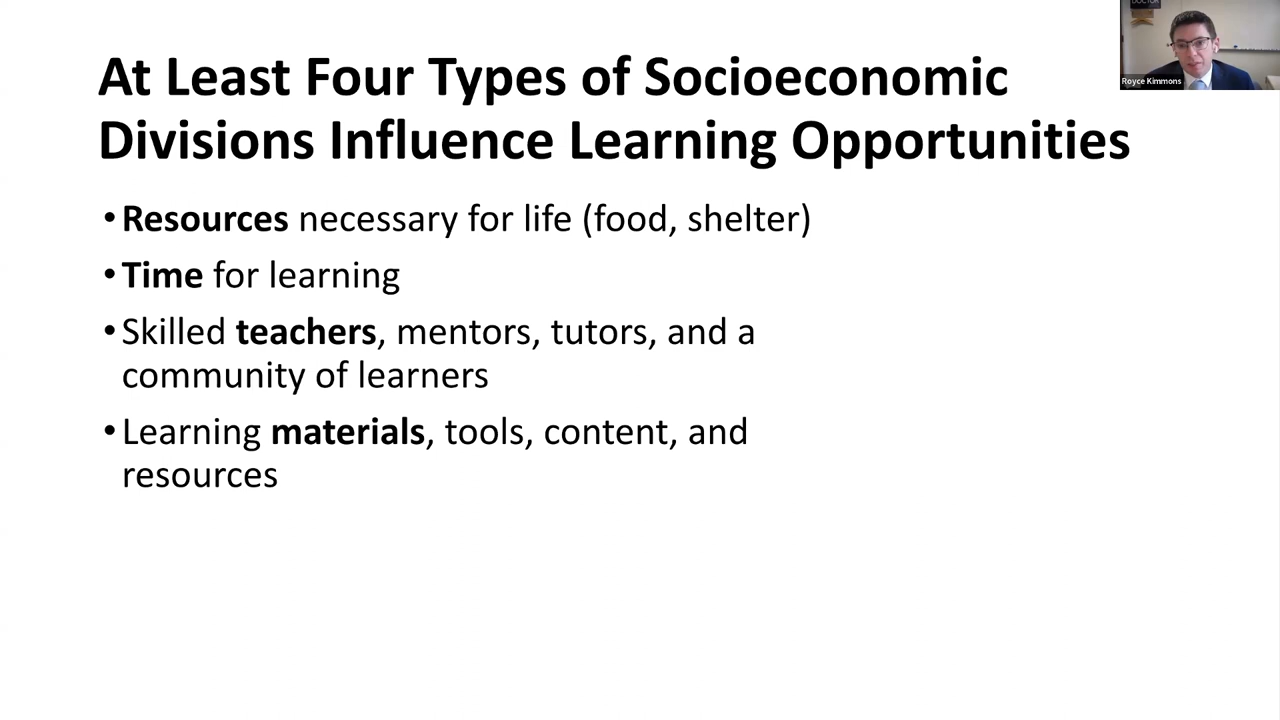 At Least Four Types of Socioeconomic
Divisions Influence Learning Opportunities
•Resources necessary for life (food, shelter)
•Time for learning
•Skilled teachers, mentors, tutors, and a
community of learners
•Learning materials, tools, content, and
resources
DOCTOR
Royce Kimmons